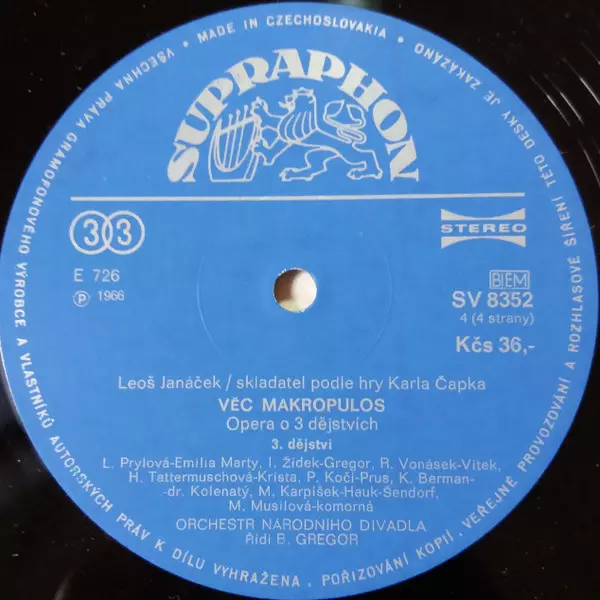 VŠECHNA PRÁVA GRAMOFONOVÉHO VÝROBCE A VLASTNÍKŮ AUTORSKÝCH PRÁV K DÍLU VYHRAŽENA. POŘIZOVÁNÍ KOPIÍ, VEŘEJNÉ PROVOZOVÁNÍ A ROZHLASOVÉ ŠÍŘENÍ TÉTO DESKY JE ZAKÁZÁNO
• MADE IN CZECHOSLOVAKIA •
SUPRAPHON
33
STEREO
E 726
Ⓟ 1966
BIEM
SV 8352
4 (4 strany)
Kčs 36,-
Leoš Janáček / skladatel podle hry Karla Čapka
VĚC MAKROPULOS
Opera o 3 dějstvích
3. dějství
L. Prylová-Emilia Marty, I. Žídek-Gregor, R. Vonásek-Vítek,
H. Tattermuschová-Krista, P. Kočí-Prus, K. Berman-
-dr. Kolenatý, M. Karpíšek-Hauk-Šendorf,
M. Musilová-komorná
ORCHESTR NÁRODNÍHO DIVADLA
Řídí B. GREGOR